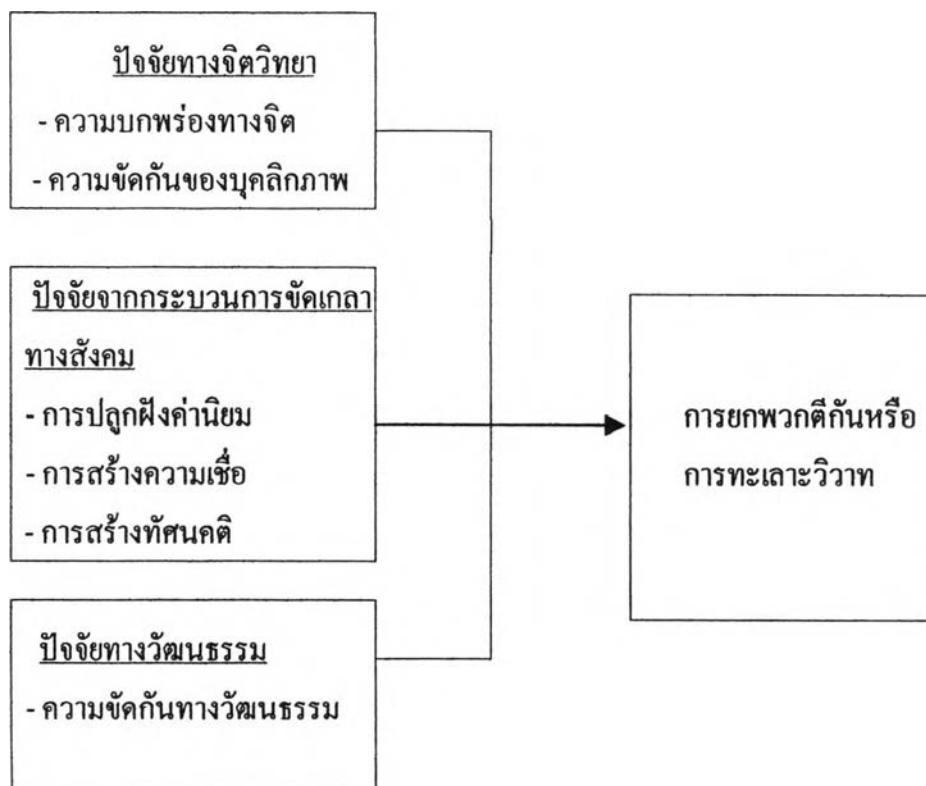 ปัจจัยทางจิตวิทยา
- ความบกพร่องทางจิต
- ความขัดกันของบุคลิกภาพ
ปัจจัยจากกระบวนการขัดเกลา
ทางสังคม
- การปลูกฝังค่านิยม
- การสร้างความเชื่อ
- การสร้างทัศนคติ
ปัจจัยทางวัฒนธรรม
- ความขัดกันทางวัฒนธรรม
การยกพวกตีกันหรือ
การทะเลาะวิวาท